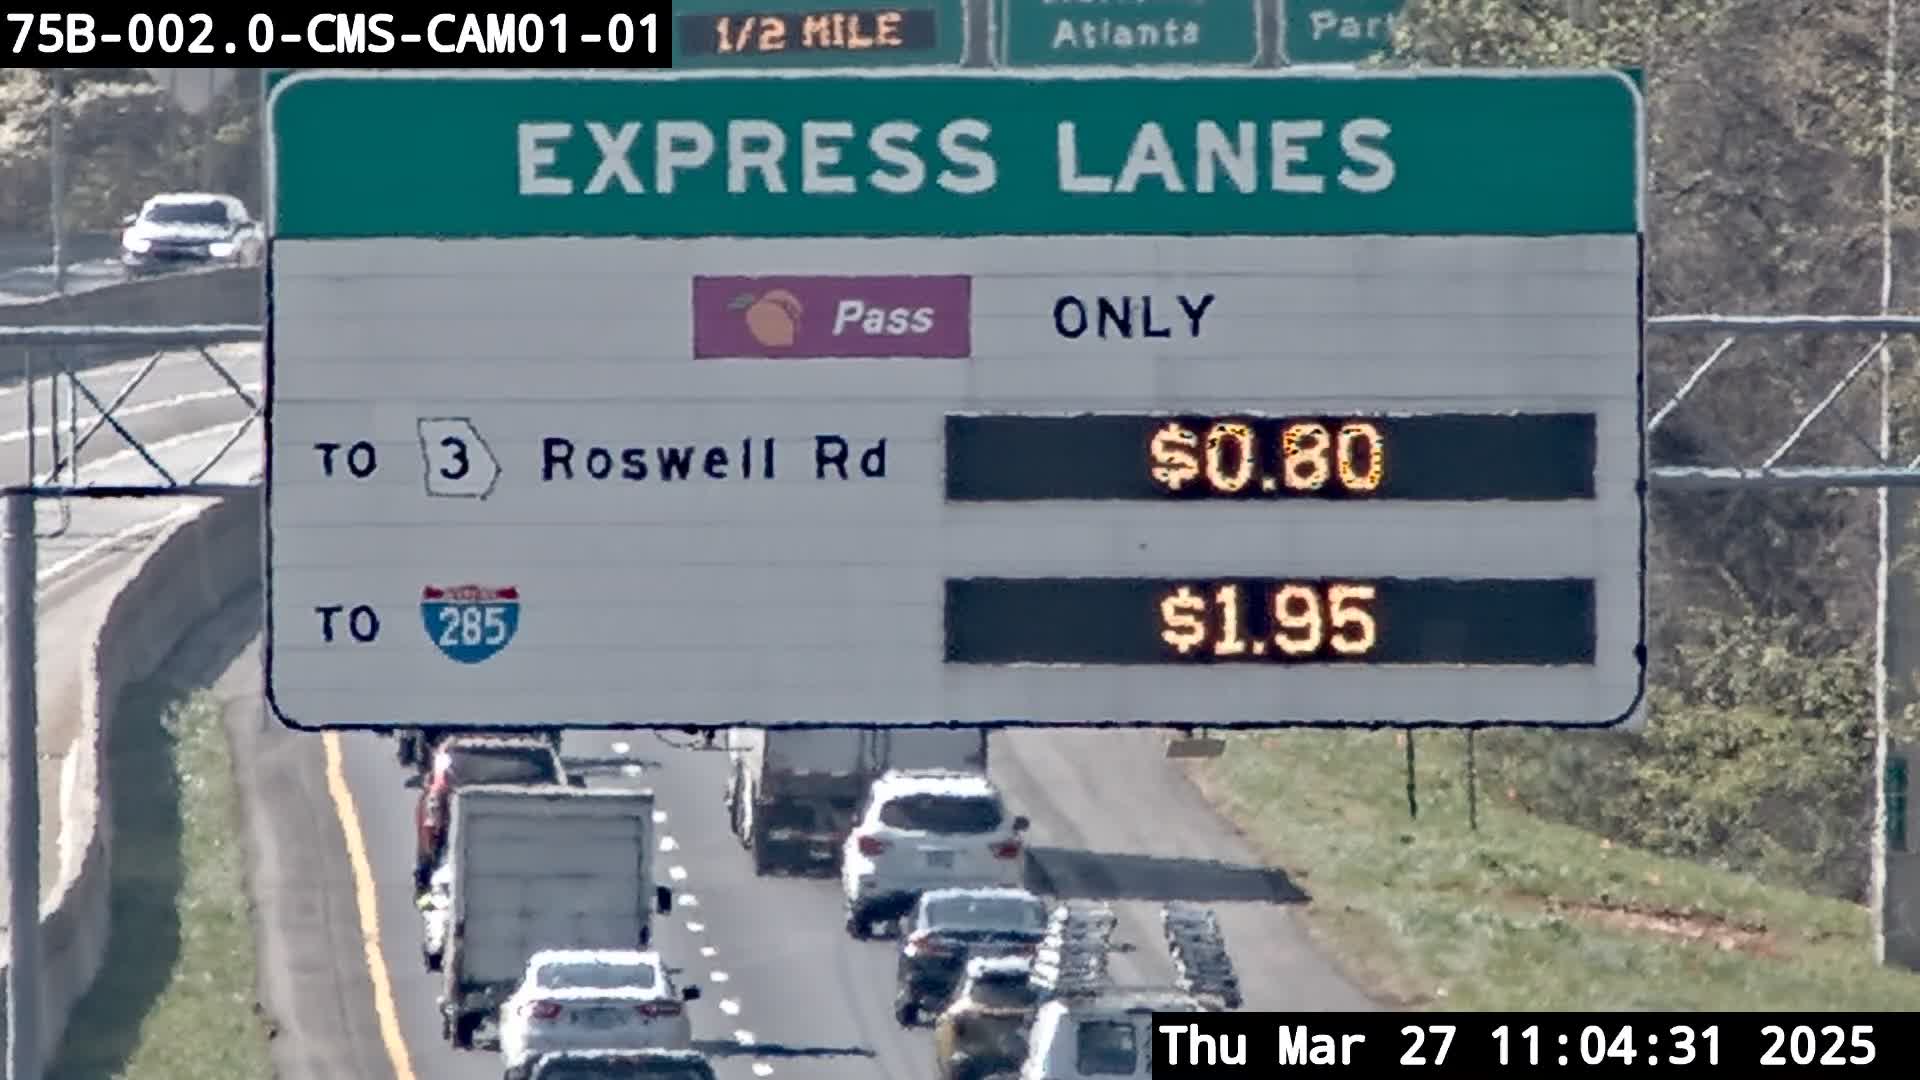 75B-002.0-CMS-CAM01-01
1/2 MILE
Atlanta
EXPRESS LANES
Pass ONLY
TO 3 Roswell Rd $0.80
TO 285 $1.95
Thu Mar 27 11:04:31 2025